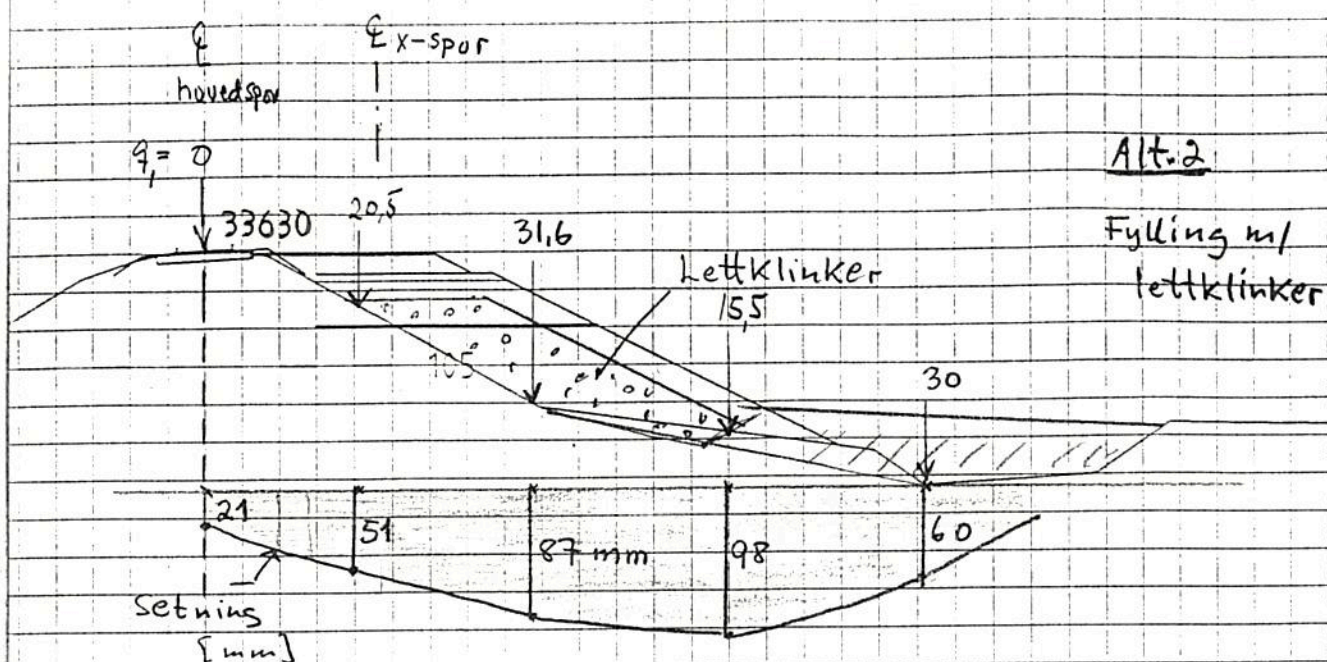 ℄
hovedspor
℄ x-spor
q₁ = 0
Alt. 2
33630
20,5
31,6
Fylling m/
lettklinker
Lettklinker
15,5
105
30
21
51
87 mm
98
60
Setning
[mm]